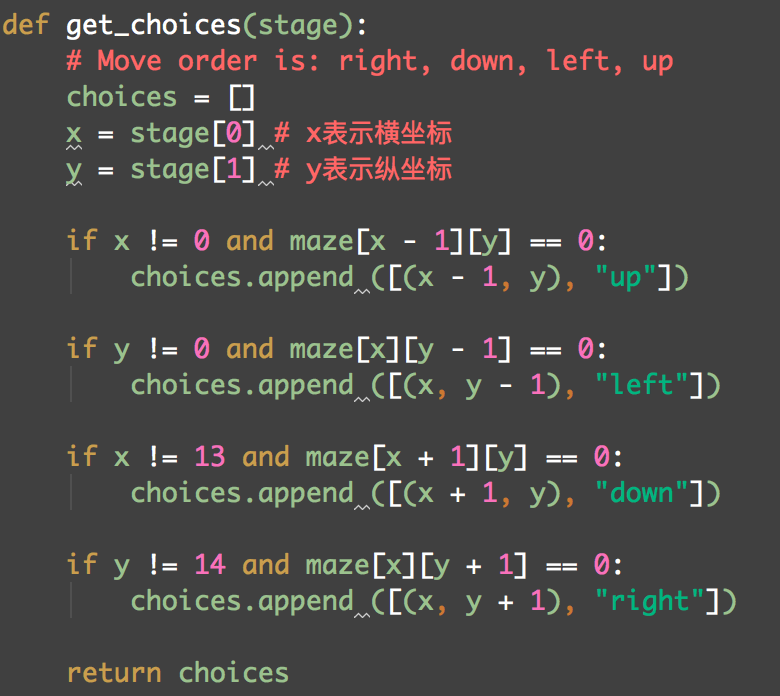 def get_choices(stage):
    # Move order is: right, down, left, up
    choices = []
    x = stage[0] # x表示横坐标
    y = stage[1] # y表示纵坐标

    if x != 0 and maze[x - 1][y] == 0:
        choices.append ([(x - 1, y), "up"])

    if y != 0 and maze[x][y - 1] == 0:
        choices.append ([(x, y - 1), "left"])

    if x != 13 and maze[x + 1][y] == 0:
        choices.append ([(x + 1, y), "down"])

    if y != 14 and maze[x][y + 1] == 0:
        choices.append ([(x, y + 1), "right"])

    return choices